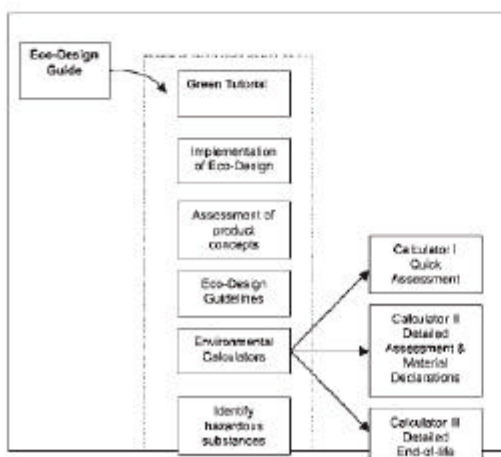 Eco-Design
Guide
Green Tutorial
Implementation
of Eco-Design
Assessment of
product
concepts
Eco-Design
Guidelines
Environmental
Calculators
Identify
hazardous
substances
Calculator I
Quick
Assessment
Calculator II
Detailed
Assessment &
Material
Declarations
Calculator III
Detailed
End-of-life